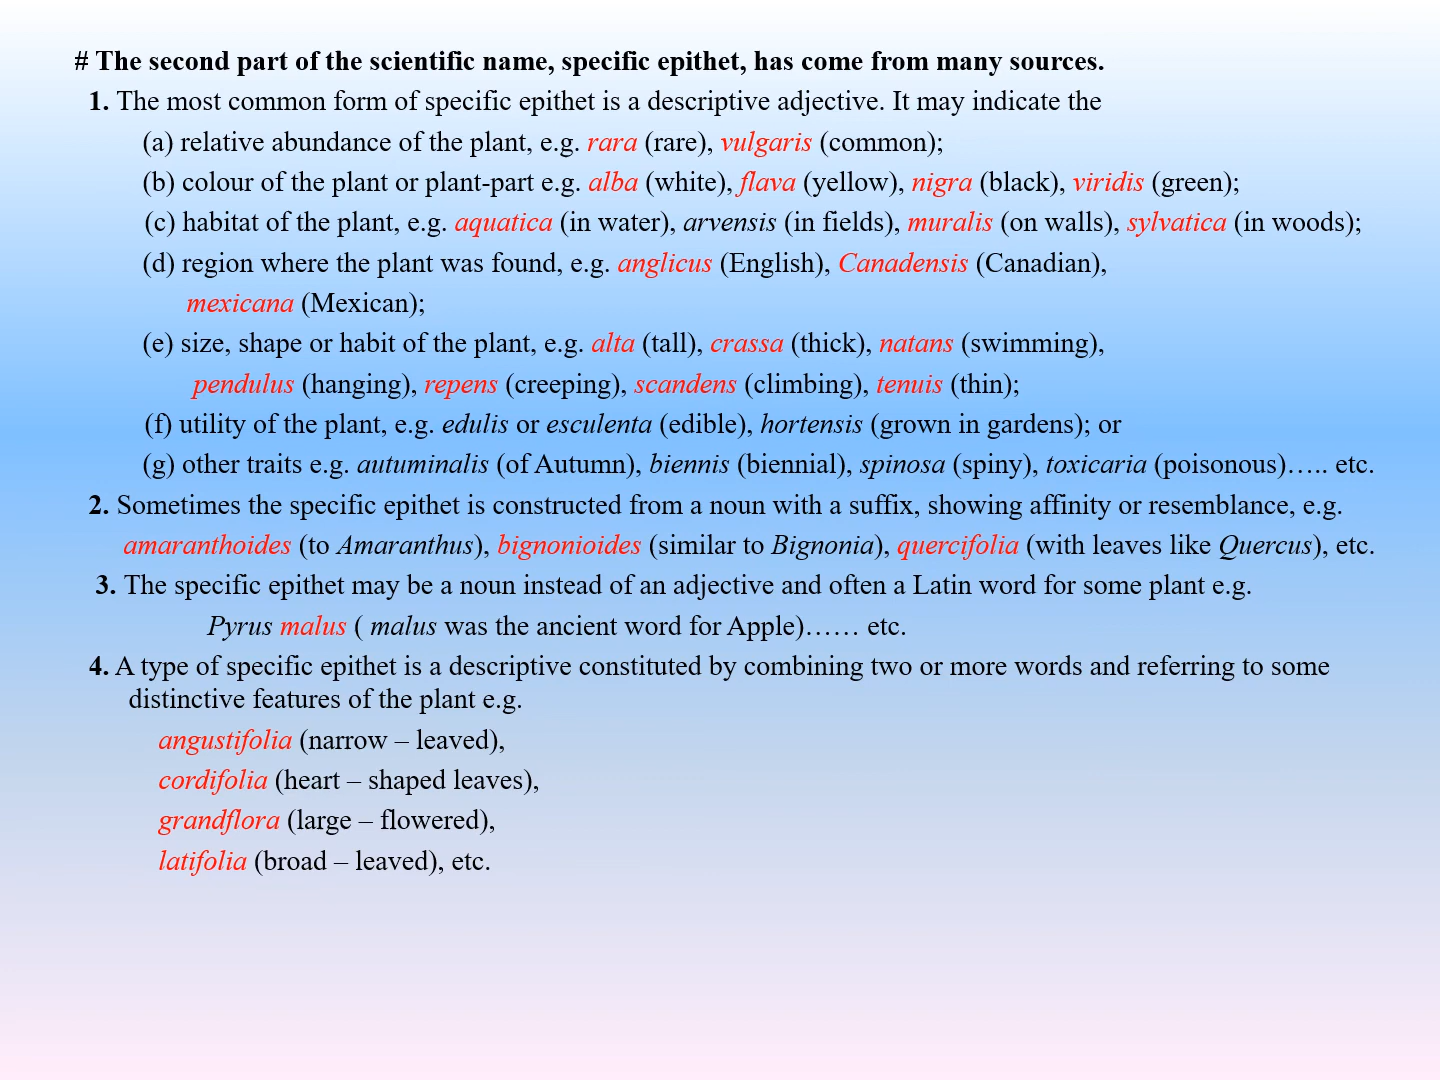 # The second part of the scientific name, specific epithet, has come from many sources.
1. The most common form of specific epithet is a descriptive adjective. It may indicate the
(a) relative abundance of the plant, e.g. rara (rare), vulgaris (common);
(b) colour of the plant or plant-part e.g. alba (white), flava (yellow), nigra (black), viridis (green);
(c) habitat of the plant, e.g. aquatica (in water), arvensis (in fields), muralis (on walls), sylvatica (in woods);
(d) region where the plant was found, e.g. anglicus (English), Canadensis (Canadian),
mexicana (Mexican);
(e) size, shape or habit of the plant, e.g. alta (tall), crassa (thick), natans (swimming),
pendulus (hanging), repens (creeping), scandens (climbing), tenuis (thin);
(f) utility of the plant, e.g. edulis or esculenta (edible), hortensis (grown in gardens); or
(g) other traits e.g. autuminalis (of Autumn), biennis (biennial), spinosa (spiny), toxicaria (poisonous)….. etc.
2. Sometimes the specific epithet is constructed from a noun with a suffix, showing affinity or resemblance, e.g.
amaranthoides (to Amaranthus), bignonioides (similar to Bignonia), quercifolia (with leaves like Quercus), etc.
3. The specific epithet may be a noun instead of an adjective and often a Latin word for some plant e.g.
Pyrus malus ( malus was the ancient word for Apple)…… etc.
4. A type of specific epithet is a descriptive constituted by combining two or more words and referring to some
distinctive features of the plant e.g.
angustifolia (narrow – leaved),
cordifolia (heart – shaped leaves),
grandflora (large – flowered),
latifolia (broad – leaved), etc.